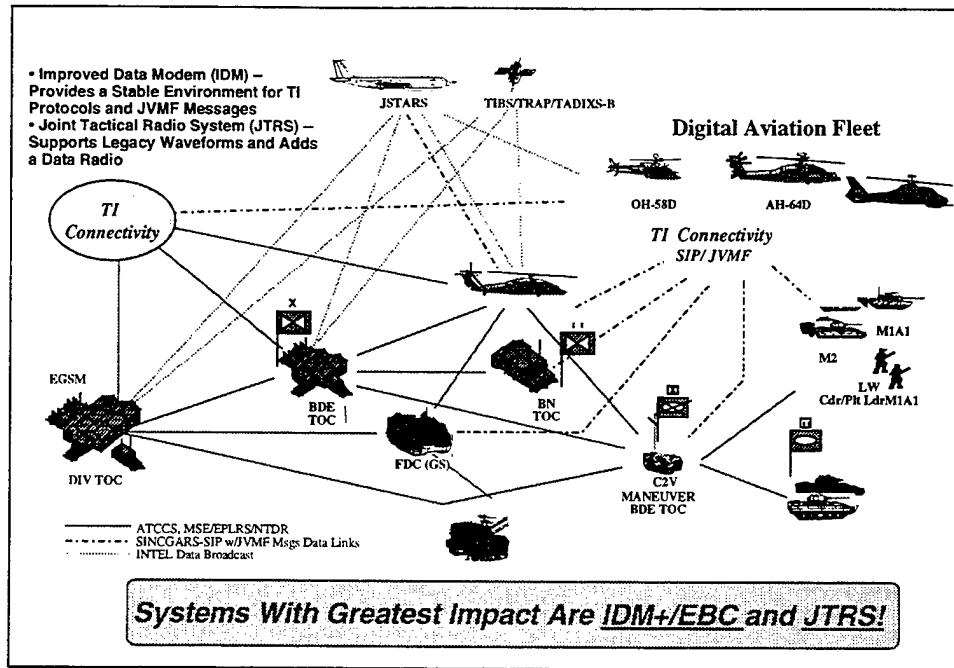 • Improved Data Modem (IDM) –
Provides a Stable Environment for TI
Protocols and JVMF Messages
• Joint Tactical Radio System (JTRS) –
Supports Legacy Waveforms and Adds
a Data Radio
JSTARS
TIBS/TRAP/TADIXS-B
Digital Aviation Fleet
OH-58D
AH-64D
TI
Connectivity
TI Connectivity
SIP/ JVMF
X
I I
M1A1
M2
EGSM
BDE
TOC
BN
TOC
LW
Cdr/Plt LdrM1A1
DIV TOC
FDC (GS)
C2V
MANEUVER
BDE TOC
ATCCS, MSE/EPLRS/NTDR
SINCGARS-SIP w/JVMF Msgs Data Links
INTEL Data Broadcast
Systems With Greatest Impact Are IDM+/EBC and JTRS!